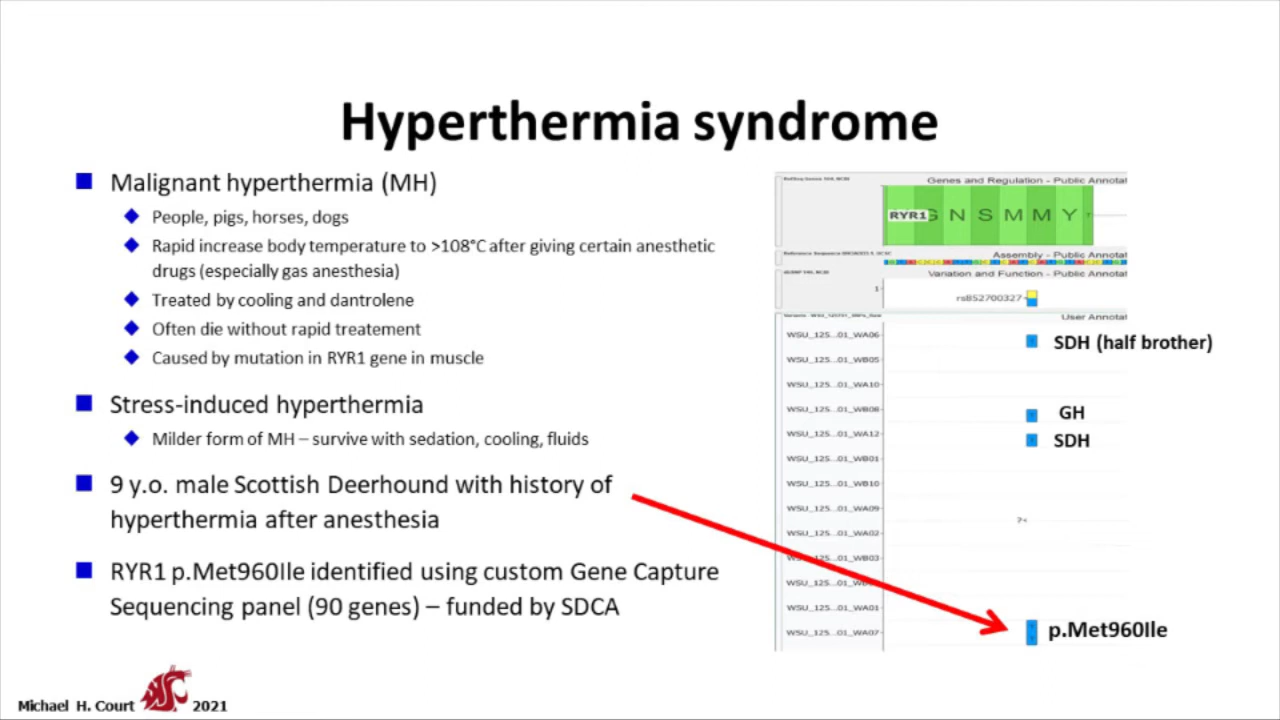 Hyperthermia syndrome
Malignant hyperthermia (MH)
People, pigs, horses, dogs
Rapid increase body temperature to >108°C after giving certain anesthetic
drugs (especially gas anesthesia)
Treated by cooling and dantrolene
Often die without rapid treatement
Caused by mutation in RYR1 gene in muscle
Stress-induced hyperthermia
Milder form of MH – survive with sedation, cooling, fluids
9 y.o. male Scottish Deerhound with history of
hyperthermia after anesthesia
RYR1 p.Met960Ile identified using custom Gene Capture
Sequencing panel (90 genes) – funded by SDCA
Genes and Regulation - Public Annotat
RYR1 G N S M M Y
Assembly - Public Annotat
Variation and Function - Public Annotat
1
rs852700327
User Annotat
WSU_125...01_WA06
SDH (half brother)
WSU_125...01_WB05
WSU_125...01_WA10
WSU_125...01_WB08
GH
WSU_125...01_WA12
SDH
WSU_125...01_WB01
WSU_125...01_WB10
WSU_125...01_WA09
?<
WSU_125...01_WA02
WSU_125...01_WB03
WSU_125...01_WA01
WSU_125...01_WA07
p.Met960Ile
Michael H. Court 2021